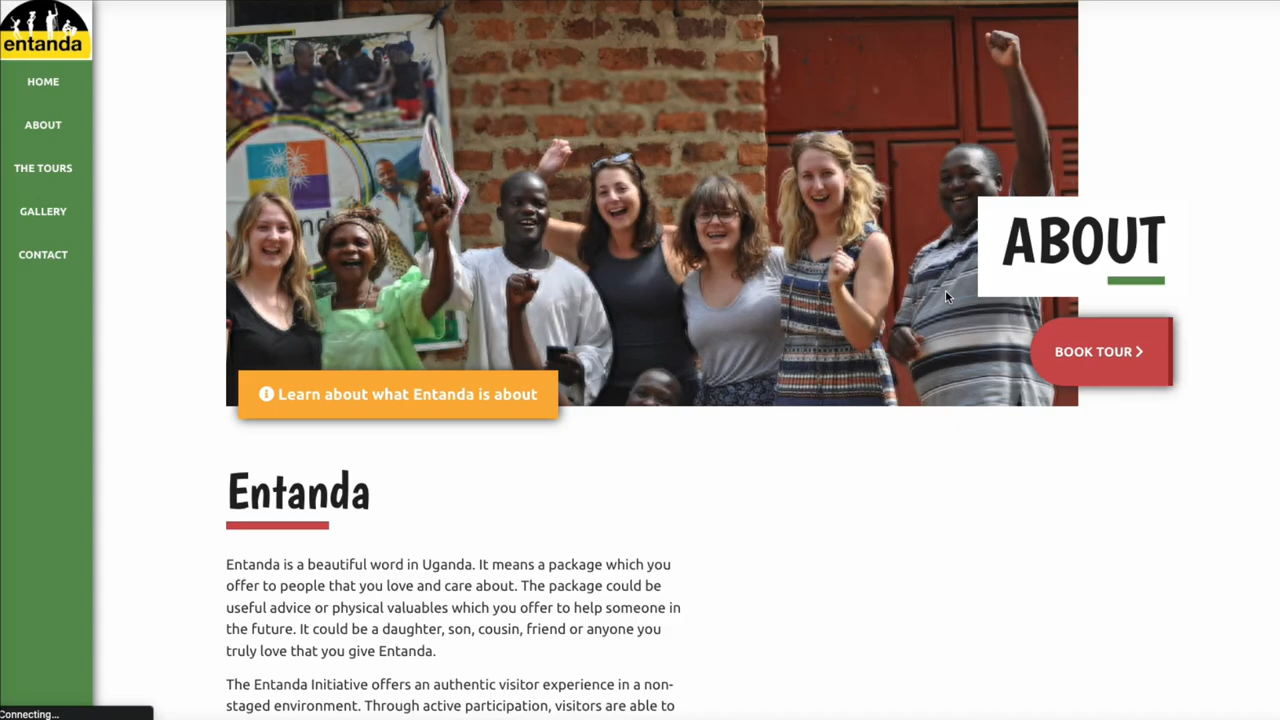 entanda
HOME
ABOUT
THE TOURS
GALLERY
CONTACT
ABOUT
BOOK TOUR
Learn about what Entanda is about
Entanda
Entanda is a beautiful word in Uganda. It means a package which you
offer to people that you love and care about. The package could be
useful advice or physical valuables which you offer to help someone in
the future. It could be a daughter, son, cousin, friend or anyone you
truly love that you give Entanda.
The Entanda Initiative offers an authentic visitor experience in a non-
staged environment. Through active participation, visitors are able to
Connecting...